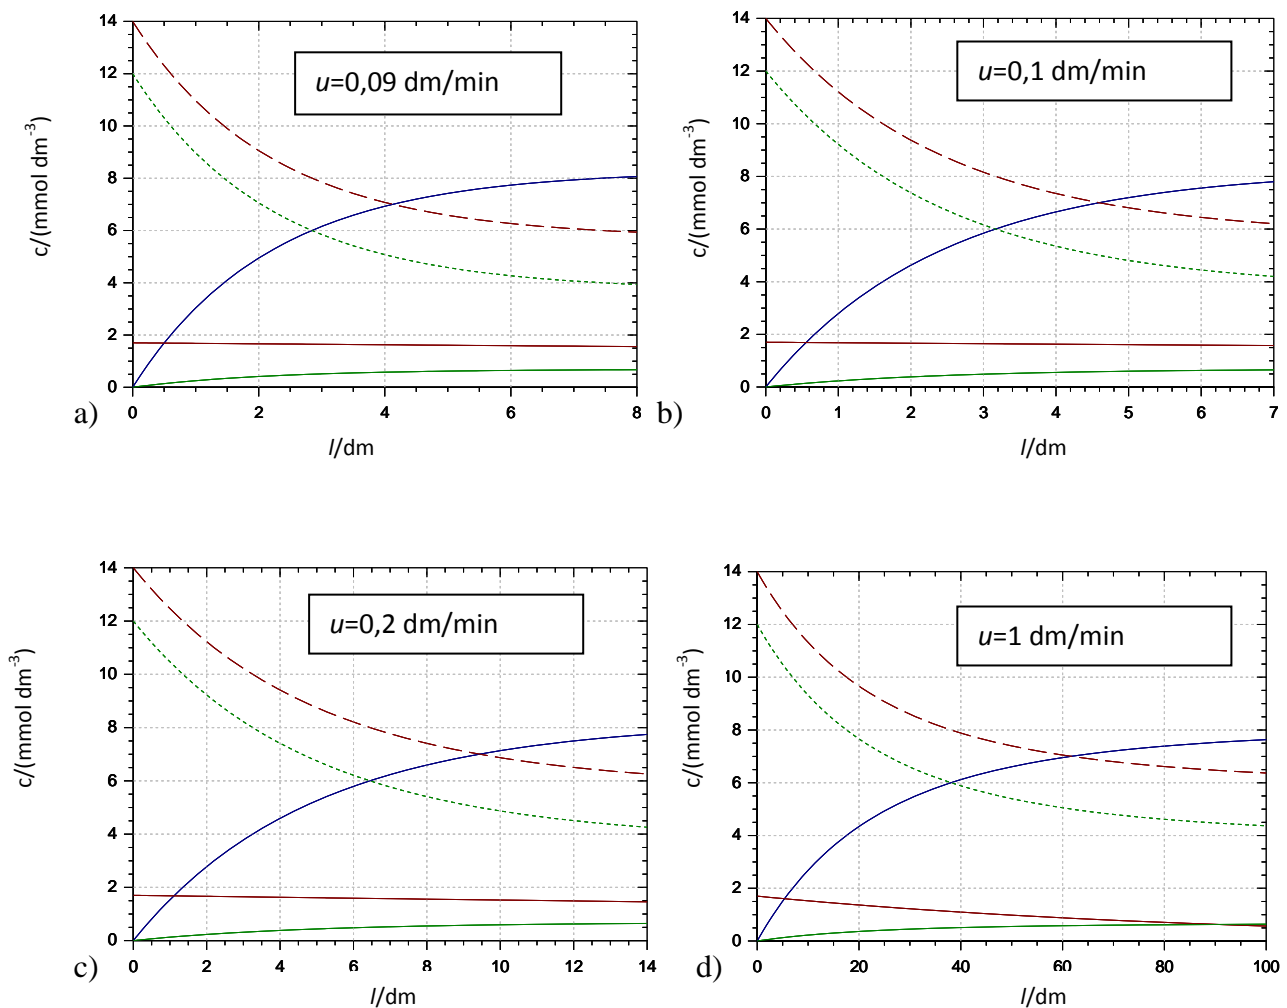 14
12
10
8
6
4
2
0
c/(mmol dm⁻³)
u=0,09 dm/min
0 2 4 6 8
l/dm
a)
14
12
10
8
6
4
2
0
c/(mmol dm⁻³)
u=0,1 dm/min
0 1 2 3 4 5 6 7
l/dm
b)
14
12
10
8
6
4
2
0
c/(mmol dm⁻³)
u=0,2 dm/min
0 2 4 6 8 10 12 14
l/dm
c)
14
12
10
8
6
4
2
0
c/(mmol dm⁻³)
u=1 dm/min
0 20 40 60 80 100
l/dm
d)